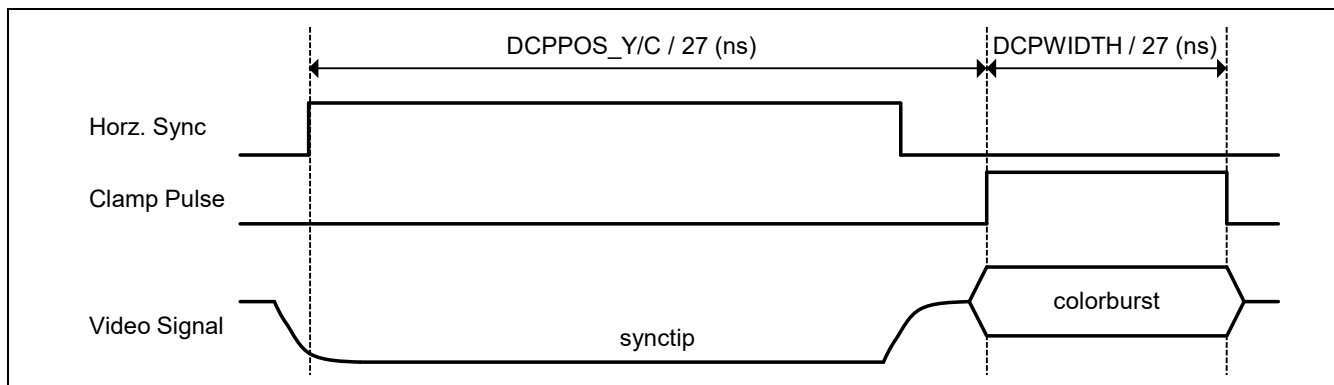 DCPPOS_Y/C / 27 (ns)
DCPWIDTH / 27 (ns)
Horz. Sync
Clamp Pulse
colorburst
Video Signal
synctip